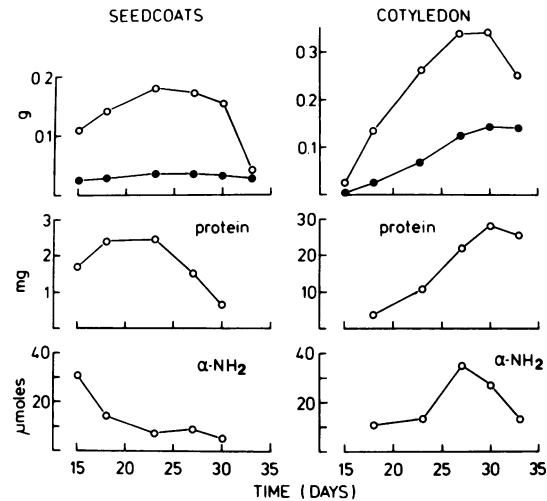 SEEDCOATS COTYLEDON
0.2
g
0.1
0.3
0.2
0.1
3
2
1
mg
protein
30
20
10
protein
40
20
µmoles
α-NH2
40
20
α-NH2
15 20 25 30 35 15 20 25 30 35
TIME (DAYS)